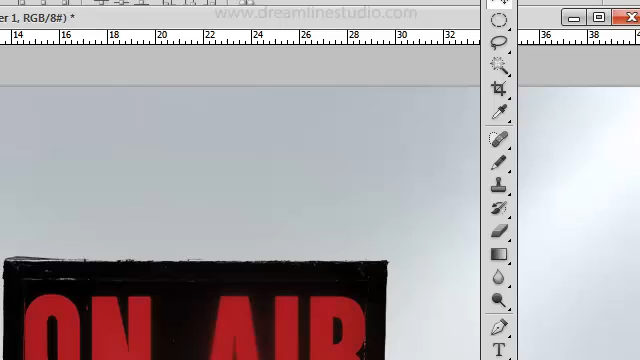 www.dreamlinestudio.com
er 1, RGB/8#) *
14 16 18 20 22 24 26 28 30 32 36 38
ON AIR
T